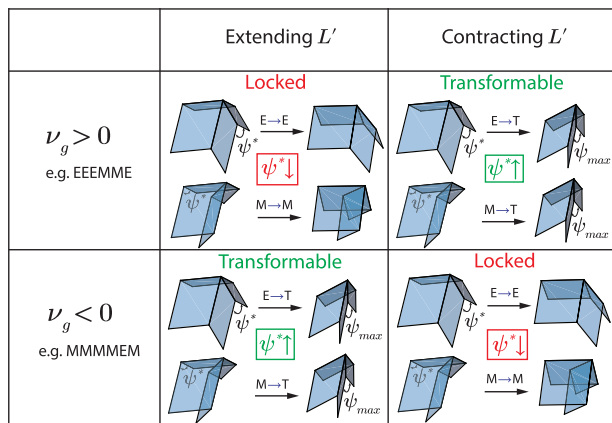 Extending L′
Contracting L′
ν_g > 0
e.g. EEEMME
Locked
E→E
ψ*
ψ*↓
ψ*
M→M
Transformable
E→T
ψ*
ψ_max
ψ*↑
ψ*
M→T
ψ_max
ν_g < 0
e.g. MMMMEM
Transformable
E→T
ψ*
ψ_max
ψ*↑
ψ*
M→T
ψ_max
Locked
E→E
ψ*
ψ*↓
ψ*
M→M